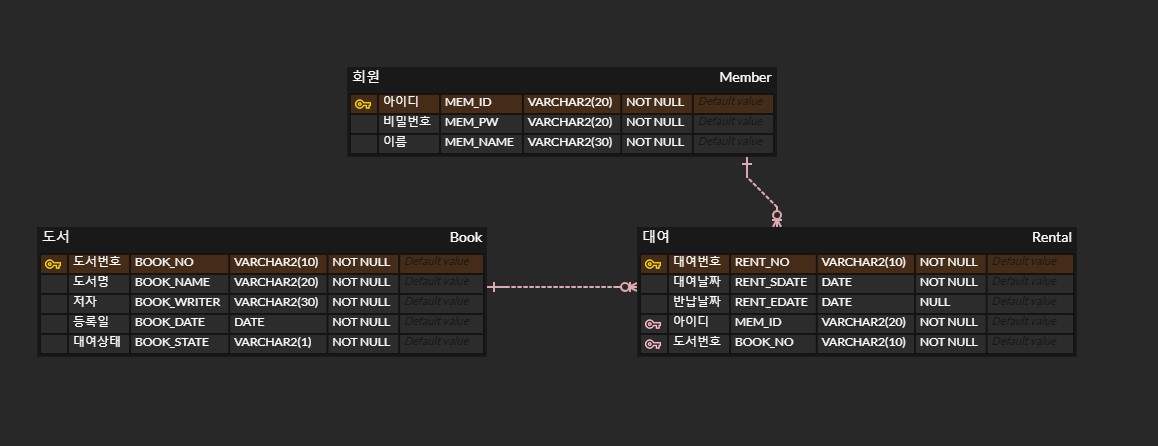 회원 Member
아이디 MEM_ID VARCHAR2(20) NOT NULL Default value
비밀번호 MEM_PW VARCHAR2(20) NOT NULL Default value
이름 MEM_NAME VARCHAR2(30) NOT NULL Default value
도서 Book
도서번호 BOOK_NO VARCHAR2(10) NOT NULL Default value
도서명 BOOK_NAME VARCHAR2(20) NOT NULL Default value
저자 BOOK_WRITER VARCHAR2(30) NOT NULL Default value
등록일 BOOK_DATE DATE NOT NULL Default value
대여상태 BOOK_STATE VARCHAR2(1) NOT NULL Default value
대여 Rental
대여번호 RENT_NO VARCHAR2(10) NOT NULL Default value
대여날짜 RENT_SDATE DATE NOT NULL Default value
반납날짜 RENT_EDATE DATE NULL Default value
아이디 MEM_ID VARCHAR2(20) NOT NULL Default value
도서번호 BOOK_NO VARCHAR2(10) NOT NULL Default value